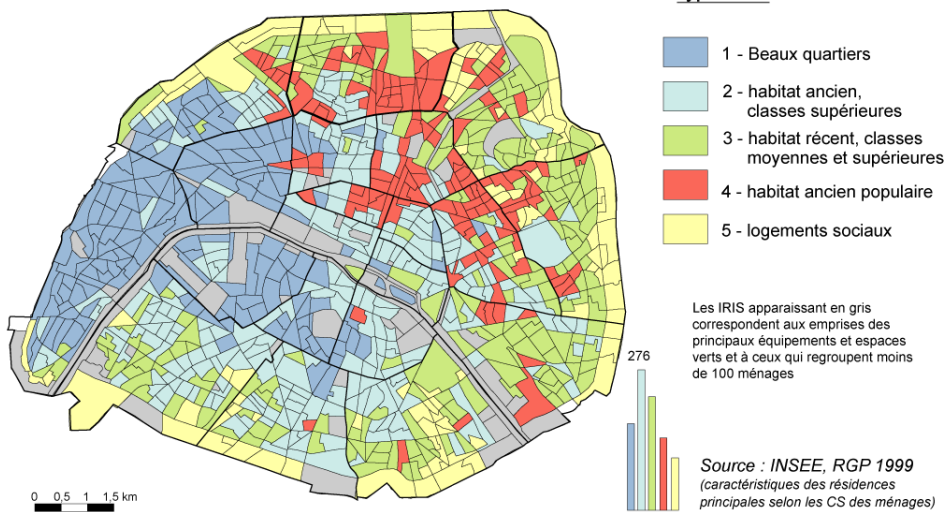 1 - Beaux quartiers
2 - habitat ancien,
classes supérieures
3 - habitat récent, classes
moyennes et supérieures
4 - habitat ancien populaire
5 - logements sociaux
Les IRIS apparaissant en gris
correspondent aux emprises des
principaux équipements et espaces
verts et à ceux qui regroupent moins
de 100 ménages
276
Source : INSEE, RGP 1999
(caractéristiques des résidences
principales selon les CS des ménages)
0 0,5 1 1,5 km